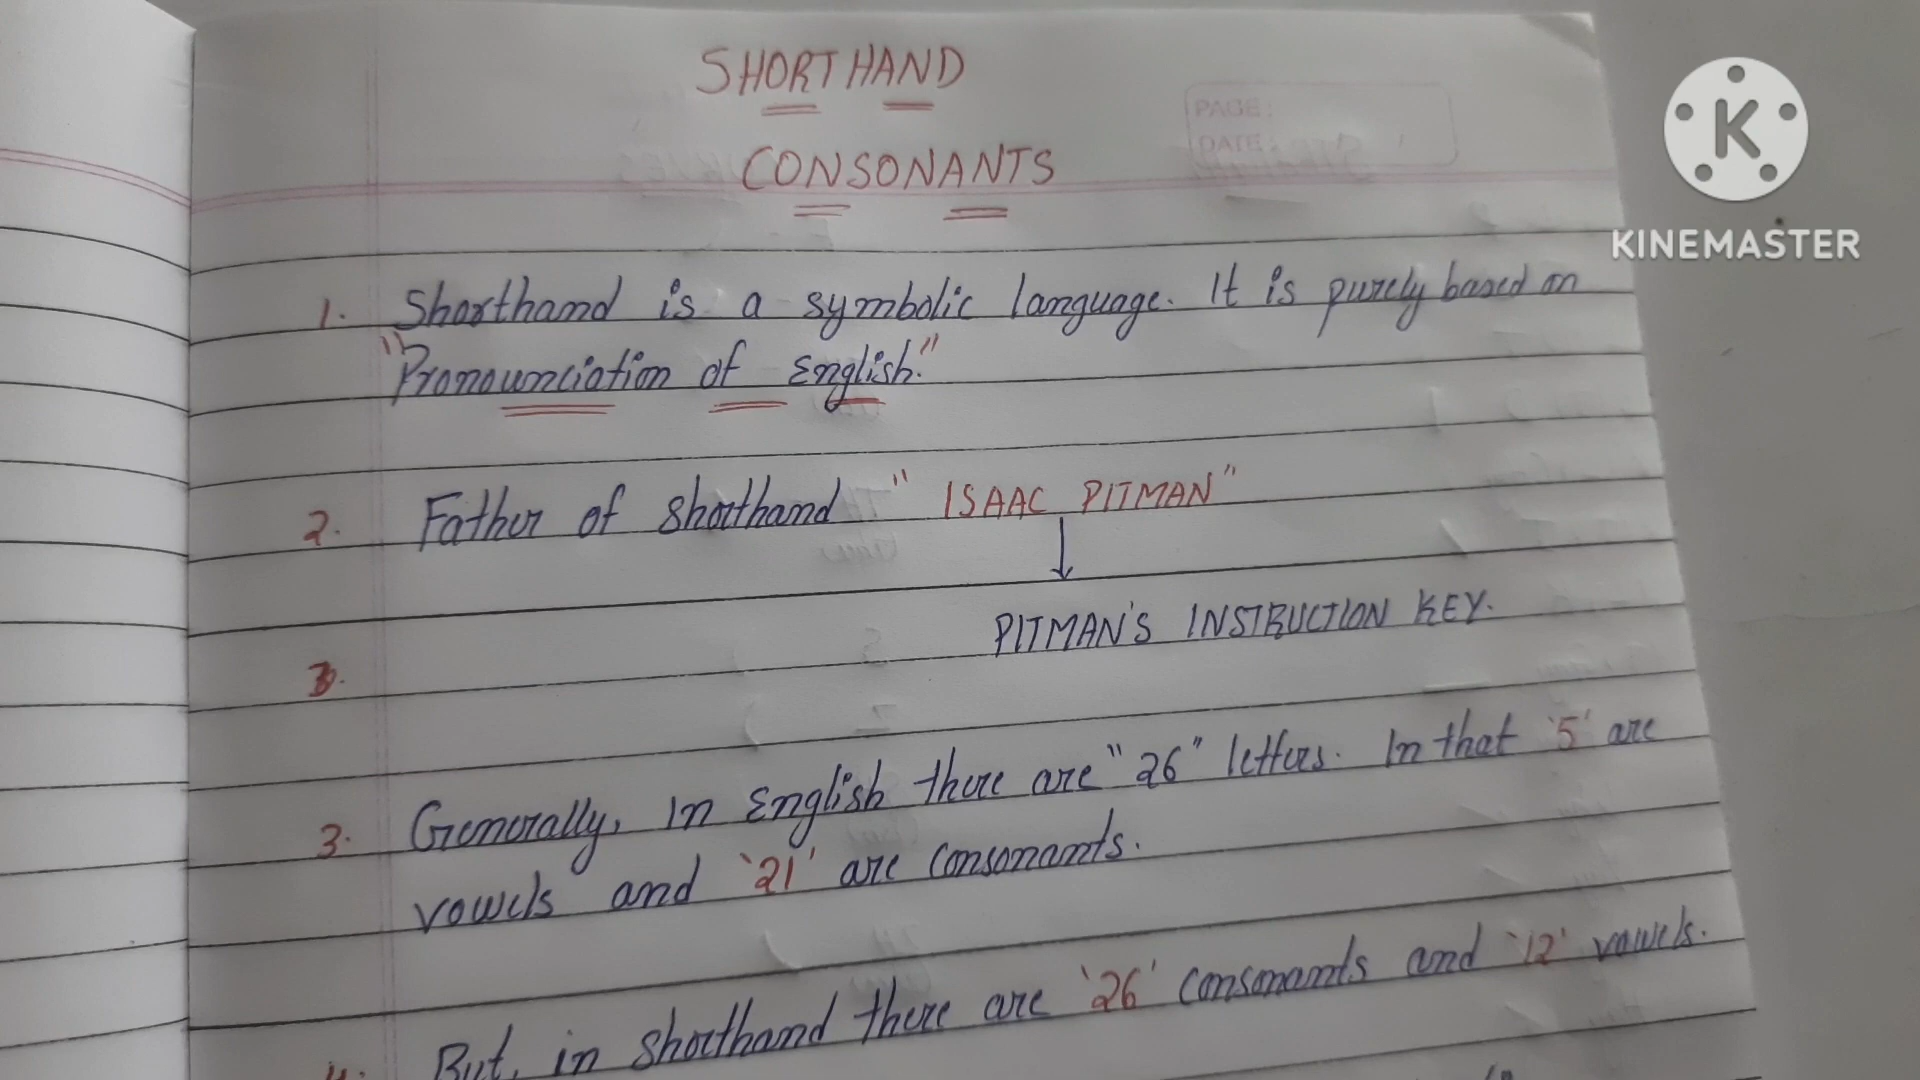 SHORTHAND
CONSONANTS
PAGE:
DATE:
K
KINEMASTER
1. Shorthand is a symbolic language. It is purely based on
"Pronounciation of English."
2. Father of Shorthand "ISAAC PITMAN"
↓
PITMAN'S INSTRUCTION KEY.
3.
3. Generally, in English there are "26" letters. In that '5' are
vowels and '21' are consonants.
4. But, in shorthand there are '26' consonants and '12' vowels.